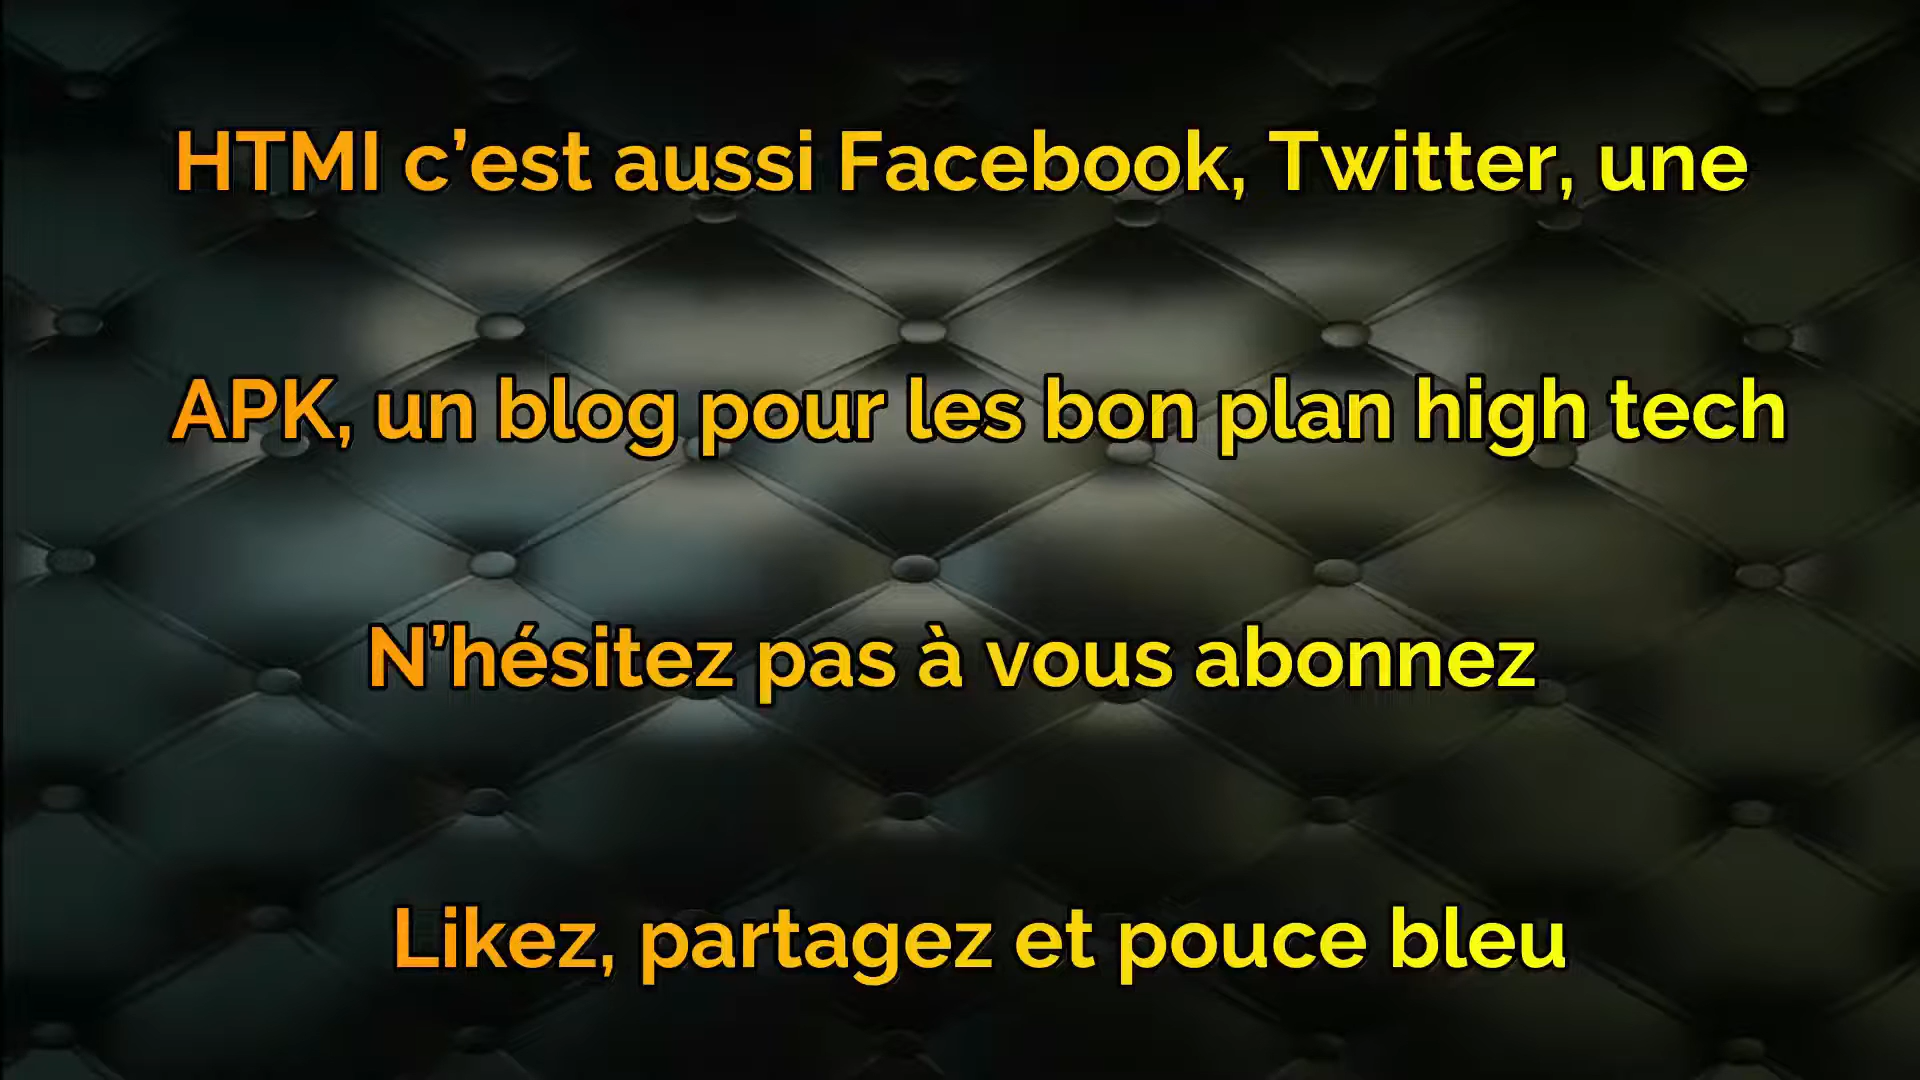 HTMI c’est aussi Facebook, Twitter, une
APK, un blog pour les bon plan high tech
N’hésitez pas à vous abonnez
Likez, partagez et pouce bleu